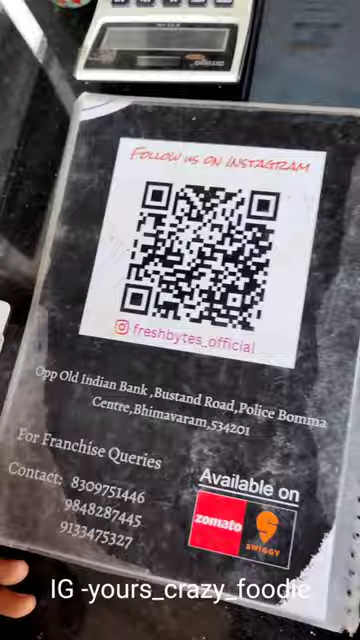 FOLLOW US ON INSTAGRAM
freshbytes_official
Opp Old Indian Bank ,Bustand Road,Police Bomma
Centre,Bhimavaram,534201
For Franchise Queries
Contact: 8309751446
9848287445
9133475327
Available on
zomato
SWIGGY
IG -yours_crazy_foodie